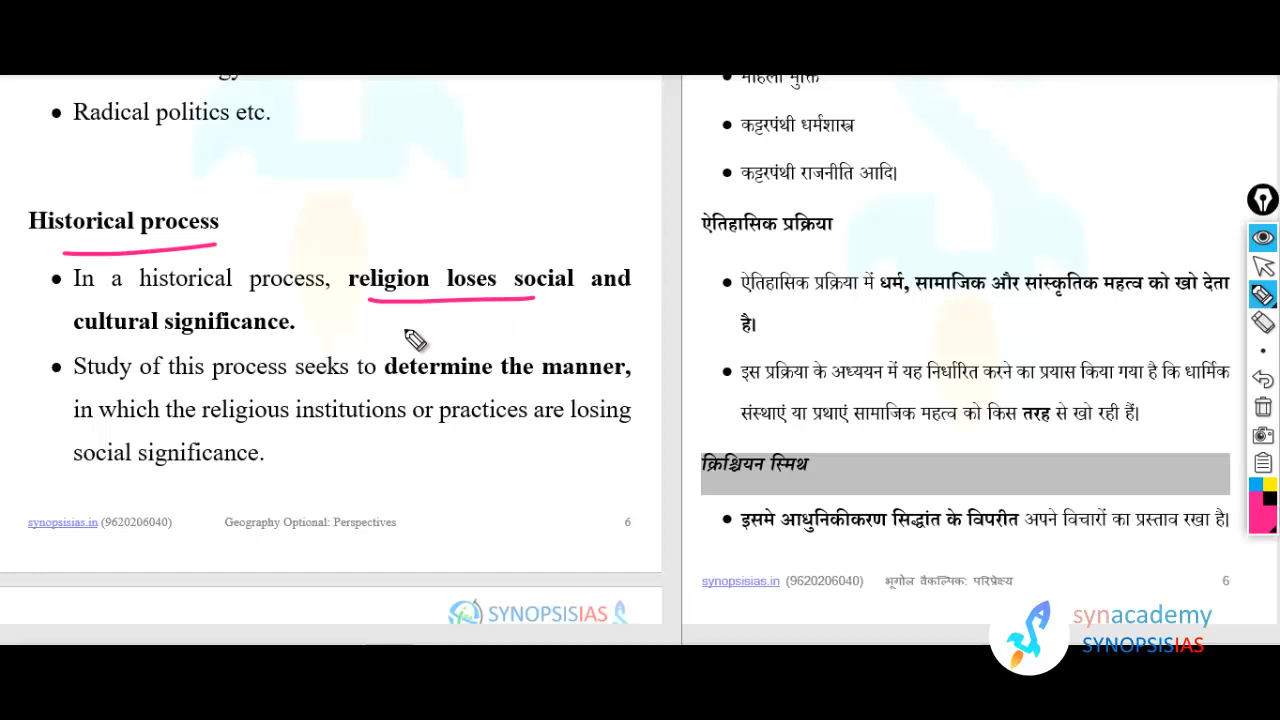 Radical politics etc.
Historical process
In a historical process, religion loses social and
cultural significance.
Study of this process seeks to determine the manner,
in which the religious institutions or practices are losing
social significance.
synopsisias.in (9620206040) Geography Optional: Perspectives 6
SYNOPSISIAS
महिला मुक्ति
कट्टरपंथी धर्मशास्त्र
कट्टरपंथी राजनीति आदि।
ऐतिहासिक प्रक्रिया
ऐतिहासिक प्रक्रिया में धर्म, सामाजिक और सांस्कृतिक महत्व को खो देता
है।
इस प्रक्रिया के अध्ययन में यह निर्धारित करने का प्रयास किया गया है कि धार्मिक
संस्थाएं या प्रथाएं सामाजिक महत्व को किस तरह से खो रही हैं।
क्रिश्चियन स्मिथ
इसमे आधुनिकीकरण सिद्धांत के विपरीत अपने विचारों का प्रस्ताव रखा है।
synopsisias.in (9620206040) भूगोल वैकल्पिक: परिप्रेक्ष्य 6
synacademy
SYNOPSISIAS